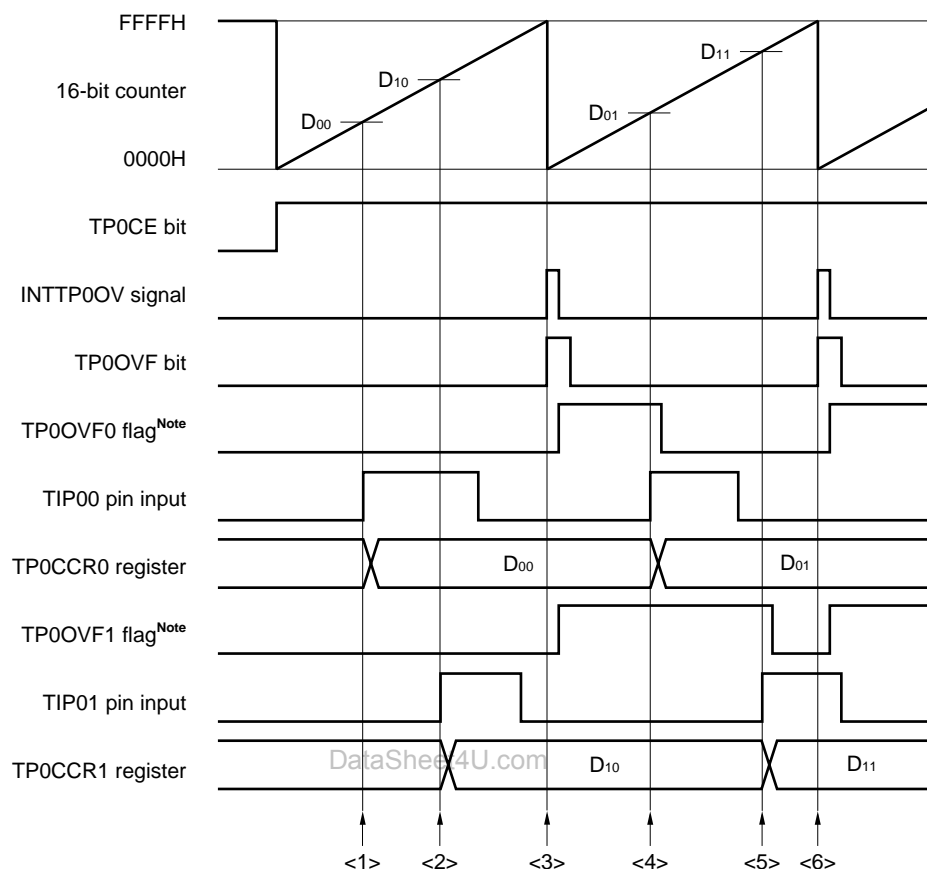 FFFFH
D11
D10
16-bit counter
D01
D00
0000H
TP0CE bit
INTTP0OV signal
TP0OVF bit
TP0OVF0 flagNote
TIP00 pin input
TP0CCR0 register
D00
D01
TP0OVF1 flagNote
TIP01 pin input
DataSheet4U.com
TP0CCR1 register
D10
D11
<1>
<2>
<3>
<4>
<5>
<6>